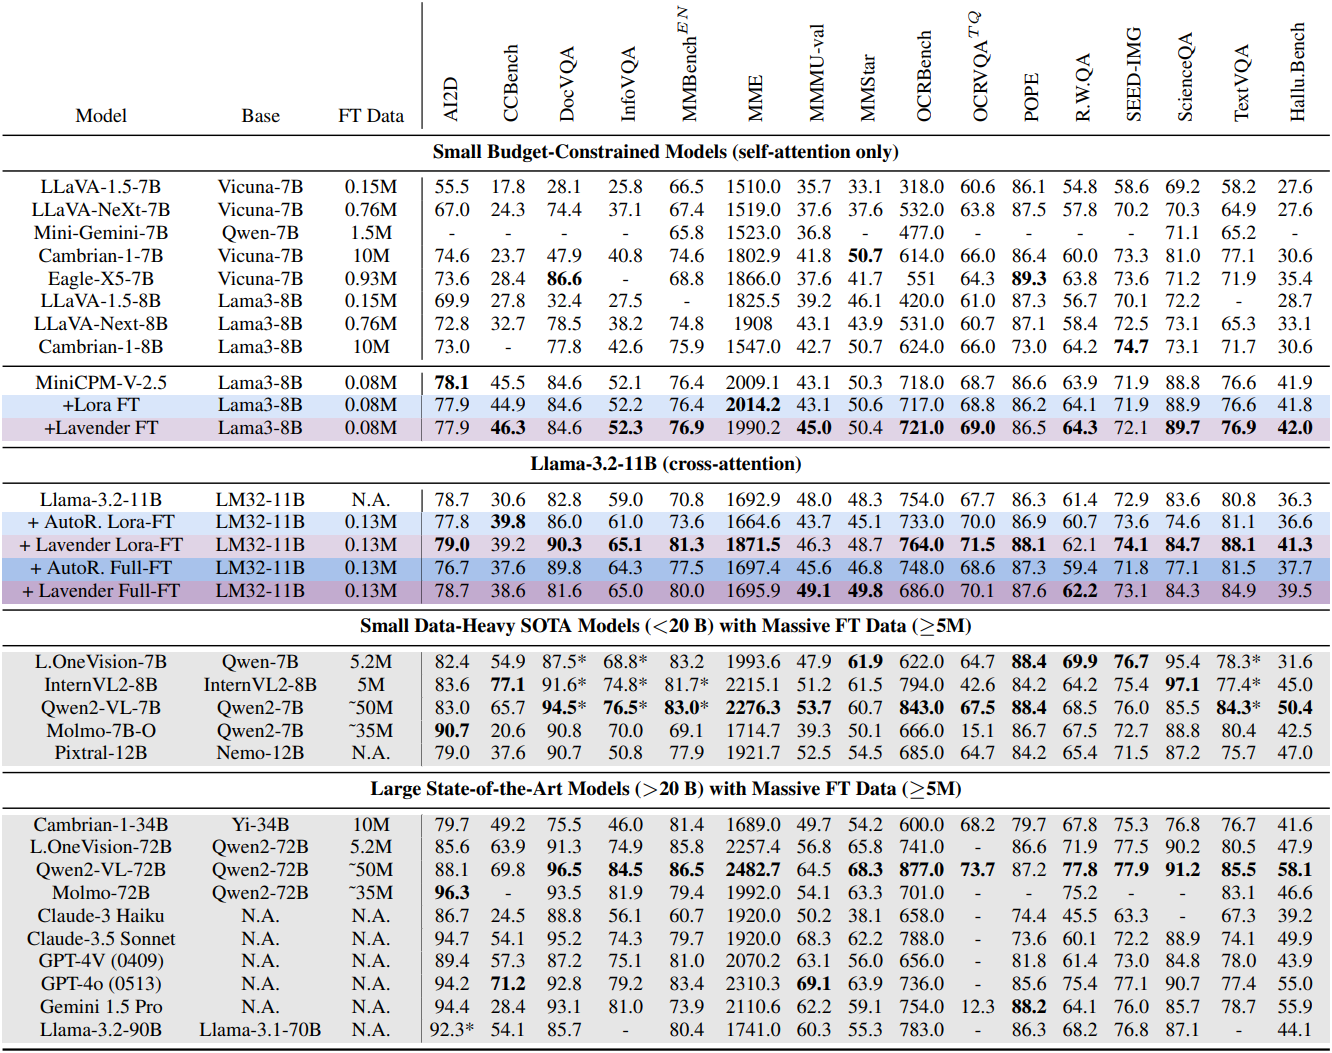 Model Base FT Data AI2D CCBench DocVQA InfoVQA MMBench^EN MME MMMU-val MMStar OCRBench OCRVQA^TQ POPE R.W.QA SEED-IMG ScienceQA TextVQA Hallu.Bench
Small Budget-Constrained Models (self-attention only)
LLaVA-1.5-7B Vicuna-7B 0.15M 55.5 17.8 28.1 25.8 66.5 1510.0 35.7 33.1 318.0 60.6 86.1 54.8 58.6 69.2 58.2 27.6
LLaVA-NeXt-7B Vicuna-7B 0.76M 67.0 24.3 74.4 37.1 67.4 1519.0 37.6 37.6 532.0 63.8 87.5 57.8 70.2 70.3 64.9 27.6
Mini-Gemini-7B Qwen-7B 1.5M - - - - 65.8 1523.0 36.8 - 477.0 - - - - 71.1 65.2 -
Cambrian-1-7B Vicuna-7B 10M 74.6 23.7 47.9 40.8 74.6 1802.9 41.8 50.7 614.0 66.0 86.4 60.0 73.3 81.0 77.1 30.6
Eagle-X5-7B Vicuna-7B 0.93M 73.6 28.4 86.6 - 68.8 1866.0 37.6 41.7 551 64.3 89.3 63.8 73.6 71.2 71.9 35.4
LLaVA-1.5-8B Lama3-8B 0.15M 69.9 27.8 32.4 27.5 - 1825.5 39.2 46.1 420.0 61.0 87.3 56.7 70.1 72.2 - 28.7
LLaVA-Next-8B Lama3-8B 0.76M 72.8 32.7 78.5 38.2 74.8 1908 43.1 43.9 531.0 60.7 87.1 58.4 72.5 73.1 65.3 33.1
Cambrian-1-8B Lama3-8B 10M 73.0 - 77.8 42.6 75.9 1547.0 42.7 50.7 624.0 66.0 73.0 64.2 74.7 73.1 71.7 30.6
MiniCPM-V-2.5 Lama3-8B 0.08M 78.1 45.5 84.6 52.1 76.4 2009.1 43.1 50.3 718.0 68.7 86.6 63.9 71.9 88.8 76.6 41.9
+Lora FT Lama3-8B 0.08M 77.9 44.9 84.6 52.2 76.4 2014.2 43.1 50.6 717.0 68.8 86.2 64.1 71.9 88.9 76.6 41.8
+Lavender FT Lama3-8B 0.08M 77.9 46.3 84.6 52.3 76.9 1990.2 45.0 50.4 721.0 69.0 86.5 64.3 72.1 89.7 76.9 42.0
Llama-3.2-11B (cross-attention)
Llama-3.2-11B LM32-11B N.A. 78.7 30.6 82.8 59.0 70.8 1692.9 48.0 48.3 754.0 67.7 86.3 61.4 72.9 83.6 80.8 36.3
+ AutoR. Lora-FT LM32-11B 0.13M 77.8 39.8 86.0 61.0 73.6 1664.6 43.7 45.1 733.0 70.0 86.9 60.7 73.6 74.6 81.1 36.6
+ Lavender Lora-FT LM32-11B 0.13M 79.0 39.2 90.3 65.1 81.3 1871.5 46.3 48.7 764.0 71.5 88.1 62.1 74.1 84.7 88.1 41.3
+ AutoR. Full-FT LM32-11B 0.13M 76.7 37.6 89.8 64.3 77.5 1697.4 45.6 46.8 748.0 68.6 87.3 59.4 71.8 77.1 81.5 37.7
+ Lavender Full-FT LM32-11B 0.13M 78.7 38.6 81.6 65.0 80.0 1695.9 49.1 49.8 686.0 70.1 87.6 62.2 73.1 84.3 84.9 39.5
Small Data-Heavy SOTA Models (<20 B) with Massive FT Data (≥5M)
L.OneVision-7B Qwen-7B 5.2M 82.4 54.9 87.5* 68.8* 83.2 1993.6 47.9 61.9 622.0 64.7 88.4 69.9 76.7 95.4 78.3* 31.6
InternVL2-8B InternVL2-8B 5M 83.6 77.1 91.6* 74.8* 81.7* 2215.1 51.2 61.5 794.0 42.6 84.2 64.2 75.4 97.1 77.4* 45.0
Qwen2-VL-7B Qwen2-7B ~50M 83.0 65.7 94.5* 76.5* 83.0* 2276.3 53.7 60.7 843.0 67.5 88.4 68.5 76.0 85.5 84.3* 50.4
Molmo-7B-O Qwen2-7B ~35M 90.7 20.6 90.8 70.0 69.1 1714.7 39.3 50.1 666.0 15.1 86.7 67.5 72.7 88.8 80.4 42.5
Pixtral-12B Nemo-12B N.A. 79.0 37.6 90.7 50.8 77.9 1921.7 52.5 54.5 685.0 64.7 84.2 65.4 71.5 87.2 75.7 47.0
Large State-of-the-Art Models (>20 B) with Massive FT Data (≥5M)
Cambrian-1-34B Yi-34B 10M 79.7 49.2 75.5 46.0 81.4 1689.0 49.7 54.2 600.0 68.2 79.7 67.8 75.3 76.8 76.7 41.6
L.OneVision-72B Qwen2-72B 5.2M 85.6 63.9 91.3 74.9 85.8 2257.4 56.8 65.8 741.0 - 86.6 71.9 77.5 90.2 80.5 47.9
Qwen2-VL-72B Qwen2-72B ~50M 88.1 69.8 96.5 84.5 86.5 2482.7 64.5 68.3 877.0 73.7 87.2 77.8 77.9 91.2 85.5 58.1
Molmo-72B Qwen2-72B ~35M 96.3 - 93.5 81.9 79.4 1992.0 54.1 63.3 701.0 - - 75.2 - - 83.1 46.6
Claude-3 Haiku N.A. N.A. 86.7 24.5 88.8 56.1 60.7 1920.0 50.2 38.1 658.0 - 74.4 45.5 63.3 - 67.3 39.2
Claude-3.5 Sonnet N.A. N.A. 94.7 54.1 95.2 74.3 79.7 1920.0 68.3 62.2 788.0 - 73.6 60.1 72.2 88.9 74.1 49.9
GPT-4V (0409) N.A. N.A. 89.4 57.3 87.2 75.1 81.0 2070.2 63.1 56.0 656.0 - 81.8 61.4 73.0 84.8 78.0 43.9
GPT-4o (0513) N.A. N.A. 94.2 71.2 92.8 79.2 83.4 2310.3 69.1 63.9 736.0 - 85.6 75.4 77.1 90.7 77.4 55.0
Gemini 1.5 Pro N.A. N.A. 94.4 28.4 93.1 81.0 73.9 2110.6 62.2 59.1 754.0 12.3 88.2 64.1 76.0 85.7 78.7 55.9
Llama-3.2-90B Llama-3.1-70B N.A. 92.3* 54.1 85.7 - 80.4 1741.0 60.3 55.3 783.0 - 86.3 68.2 76.8 87.1 - 44.1